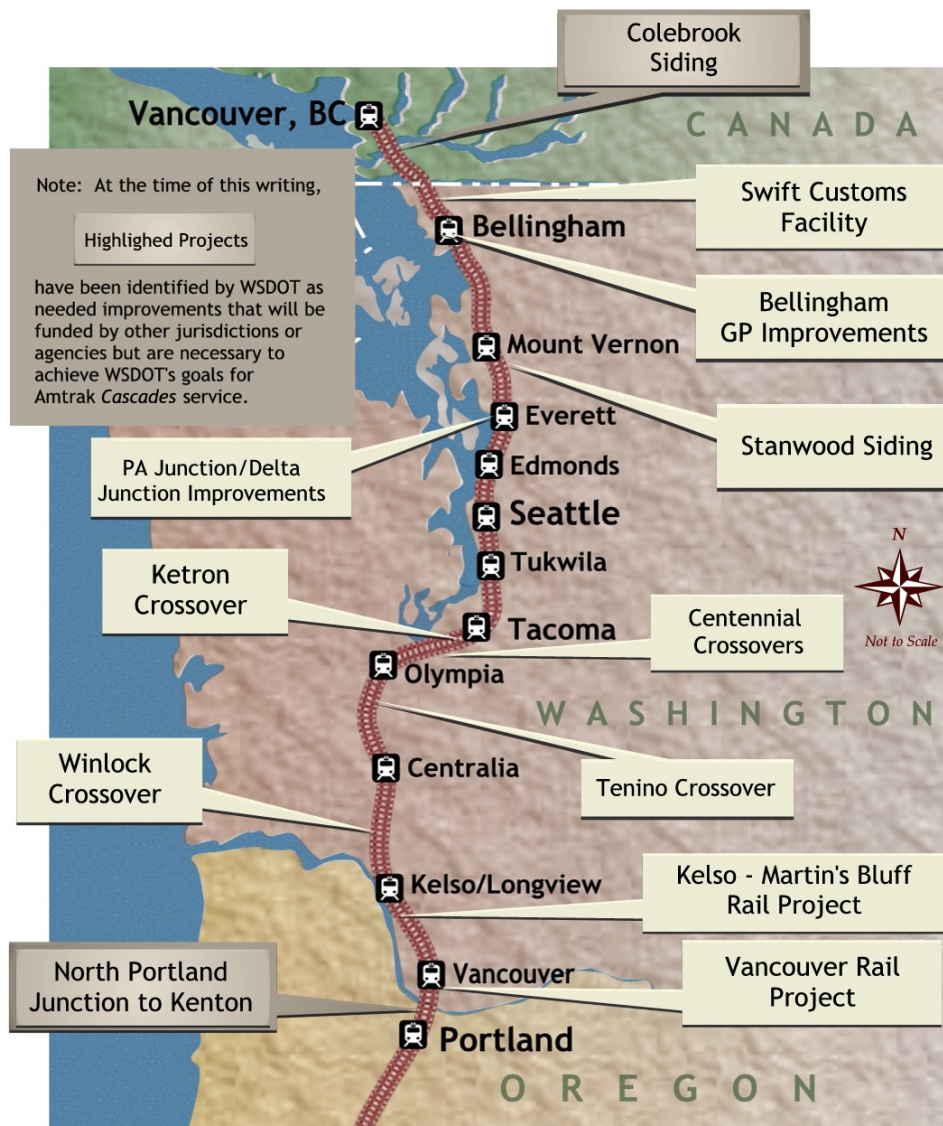 Colebrook
Siding
Vancouver, BC
CANADA
Note: At the time of this writing,
Highlighed Projects
have been identified by WSDOT as
needed improvements that will be
funded by other jurisdictions or
agencies but are necessary to
achieve WSDOT's goals for
Amtrak Cascades service.
Swift Customs
Facility
Bellingham
Bellingham
GP Improvements
Mount Vernon
Everett
Stanwood Siding
PA Junction/Delta
Junction Improvements
Edmonds
Seattle
N
Tukwila
Ketron
Crossover
Tacoma
Centennial
Crossovers
Not to Scale
Olympia
WASHINGTON
Winlock
Crossover
Centralia
Tenino Crossover
Kelso/Longview
Kelso - Martin's Bluff
Rail Project
North Portland
Junction to Kenton
Vancouver
Vancouver Rail
Project
Portland
OREGON